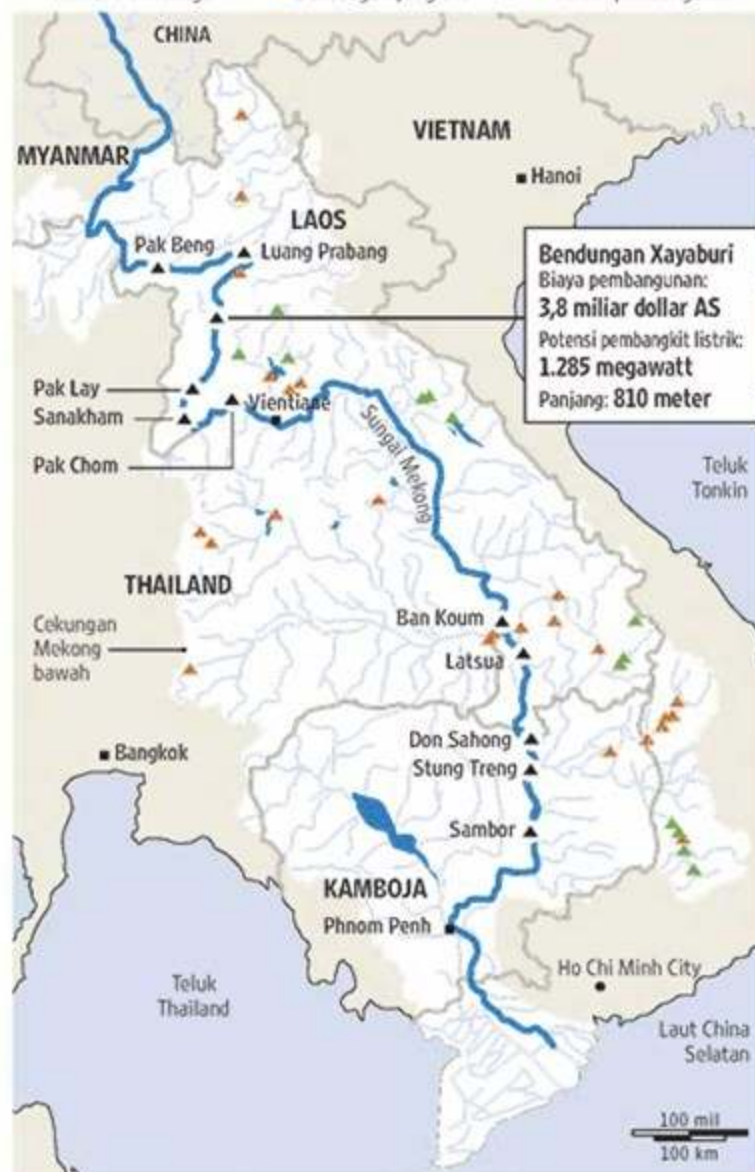 CHINA
MYANMAR
VIETNAM
Hanoi
LAOS
Pak Beng
Luang Prabang
Bendungan Xayaburi
Biaya pembangunan:
3,8 miliar dollar AS
Potensi pembangkit listrik:
1.285 megawatt
Panjang: 810 meter
Pak Lay
Sanakham
Vientiane
Pak Chom
Sungai Mekong
Teluk
Tonkin
THAILAND
Cekungan
Mekong
bawah
Ban Koum
Latsua
Bangkok
Don Sahong
Stung Treng
Sambor
KAMBOJA
Phnom Penh
Ho Chi Minh City
Teluk
Thailand
Laut China
Selatan
100 mil
100 km